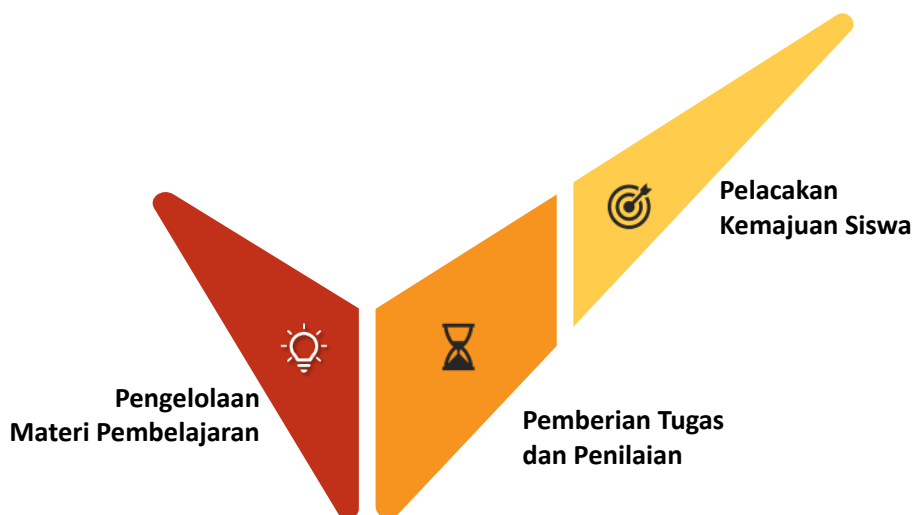 Pengelolaan
Materi Pembelajaran
Pemberian Tugas
dan Penilaian
Pelacakan
Kemajuan Siswa